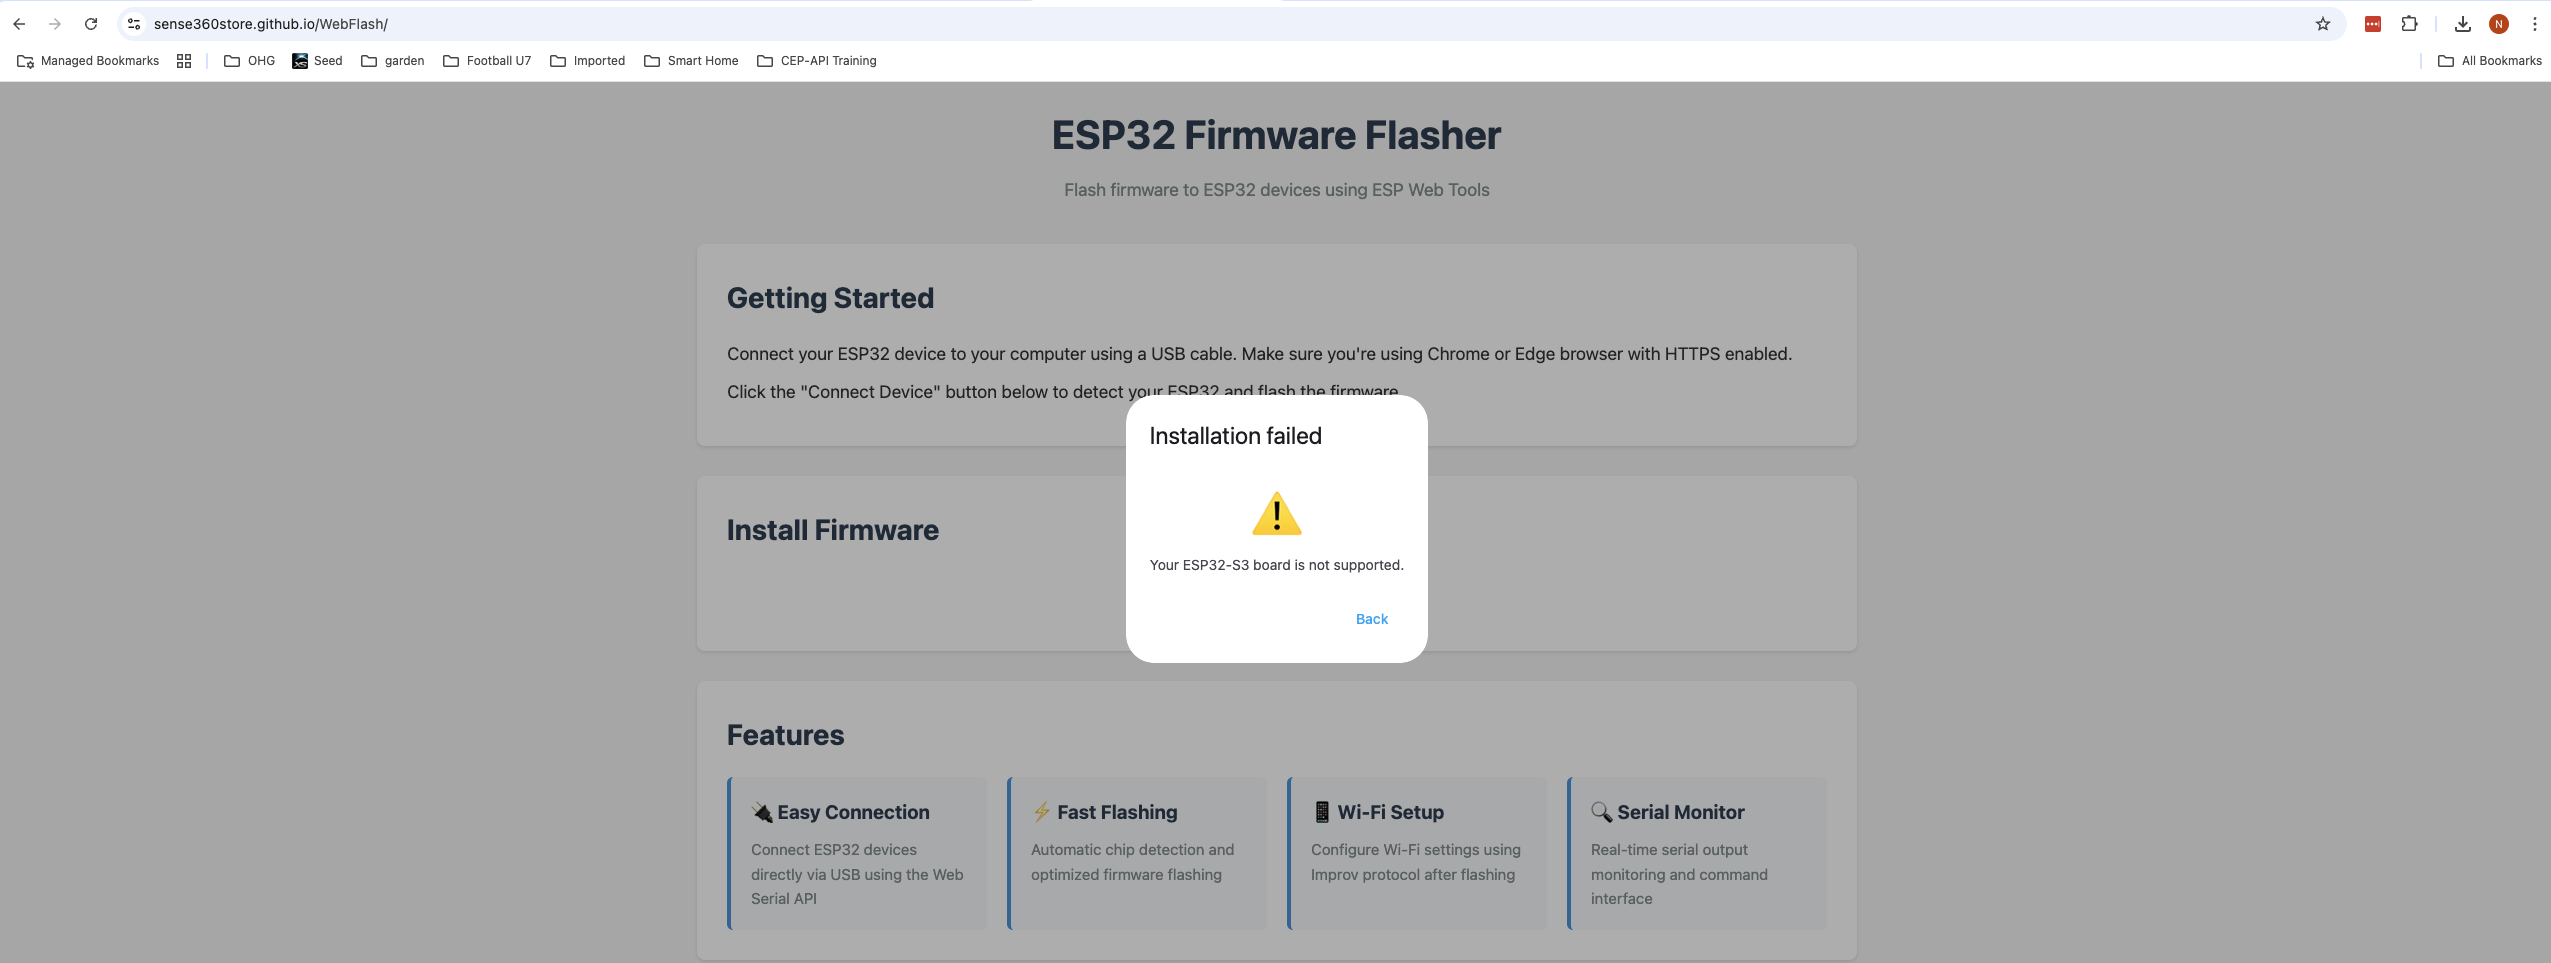 sense360store.github.io/WebFlash/
N
Managed Bookmarks
OHG
Seed
garden
Football U7
Imported
Smart Home
CEP-API Training
All Bookmarks
ESP32 Firmware Flasher
Flash firmware to ESP32 devices using ESP Web Tools
Getting Started
Connect your ESP32 device to your computer using a USB cable. Make sure you're using Chrome or Edge browser with HTTPS enabled.
Click the "Connect Device" button below to detect your ESP32 and flash the firmware
Installation failed
Your ESP32-S3 board is not supported.
Back
Install Firmware
Features
Easy Connection
Connect ESP32 devices
directly via USB using the Web
Serial API
Fast Flashing
Automatic chip detection and
optimized firmware flashing
Wi-Fi Setup
Configure Wi-Fi settings using
Improv protocol after flashing
Serial Monitor
Real-time serial output
monitoring and command
interface